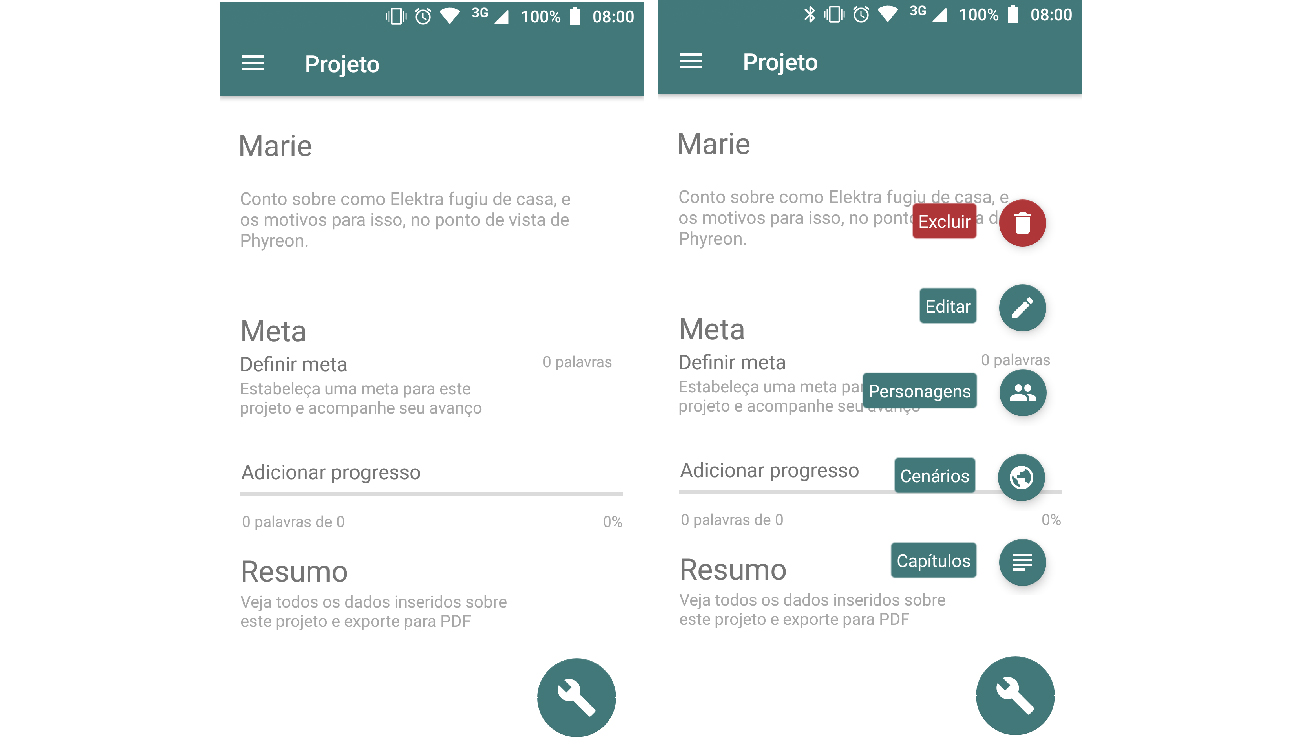 3G 100% 08:00
Projeto
Marie
Conto sobre como Elektra fugiu de casa, e
os motivos para isso, no ponto de vista de
Phyreon.
Meta
Definir meta 0 palavras
Estabeleça uma meta para este
projeto e acompanhe seu avanço
Adicionar progresso
0 palavras de 0 0%
Resumo
Veja todos os dados inseridos sobre
este projeto e exporte para PDF
3G 100% 08:00
Projeto
Marie
Conto sobre como Elektra fugiu de casa, e
os motivos para isso, no ponto a d
Phyreon.
Excluir
Editar
Meta
Definir meta 0 palavras
Estabeleça uma meta par
projeto e acompanhe seu avanço
Personagens
Adicionar progresso
Cenários
0 palavras de 0 0%
Capítulos
Resumo
Veja todos os dados inseridos sobre
este projeto e exporte para PDF